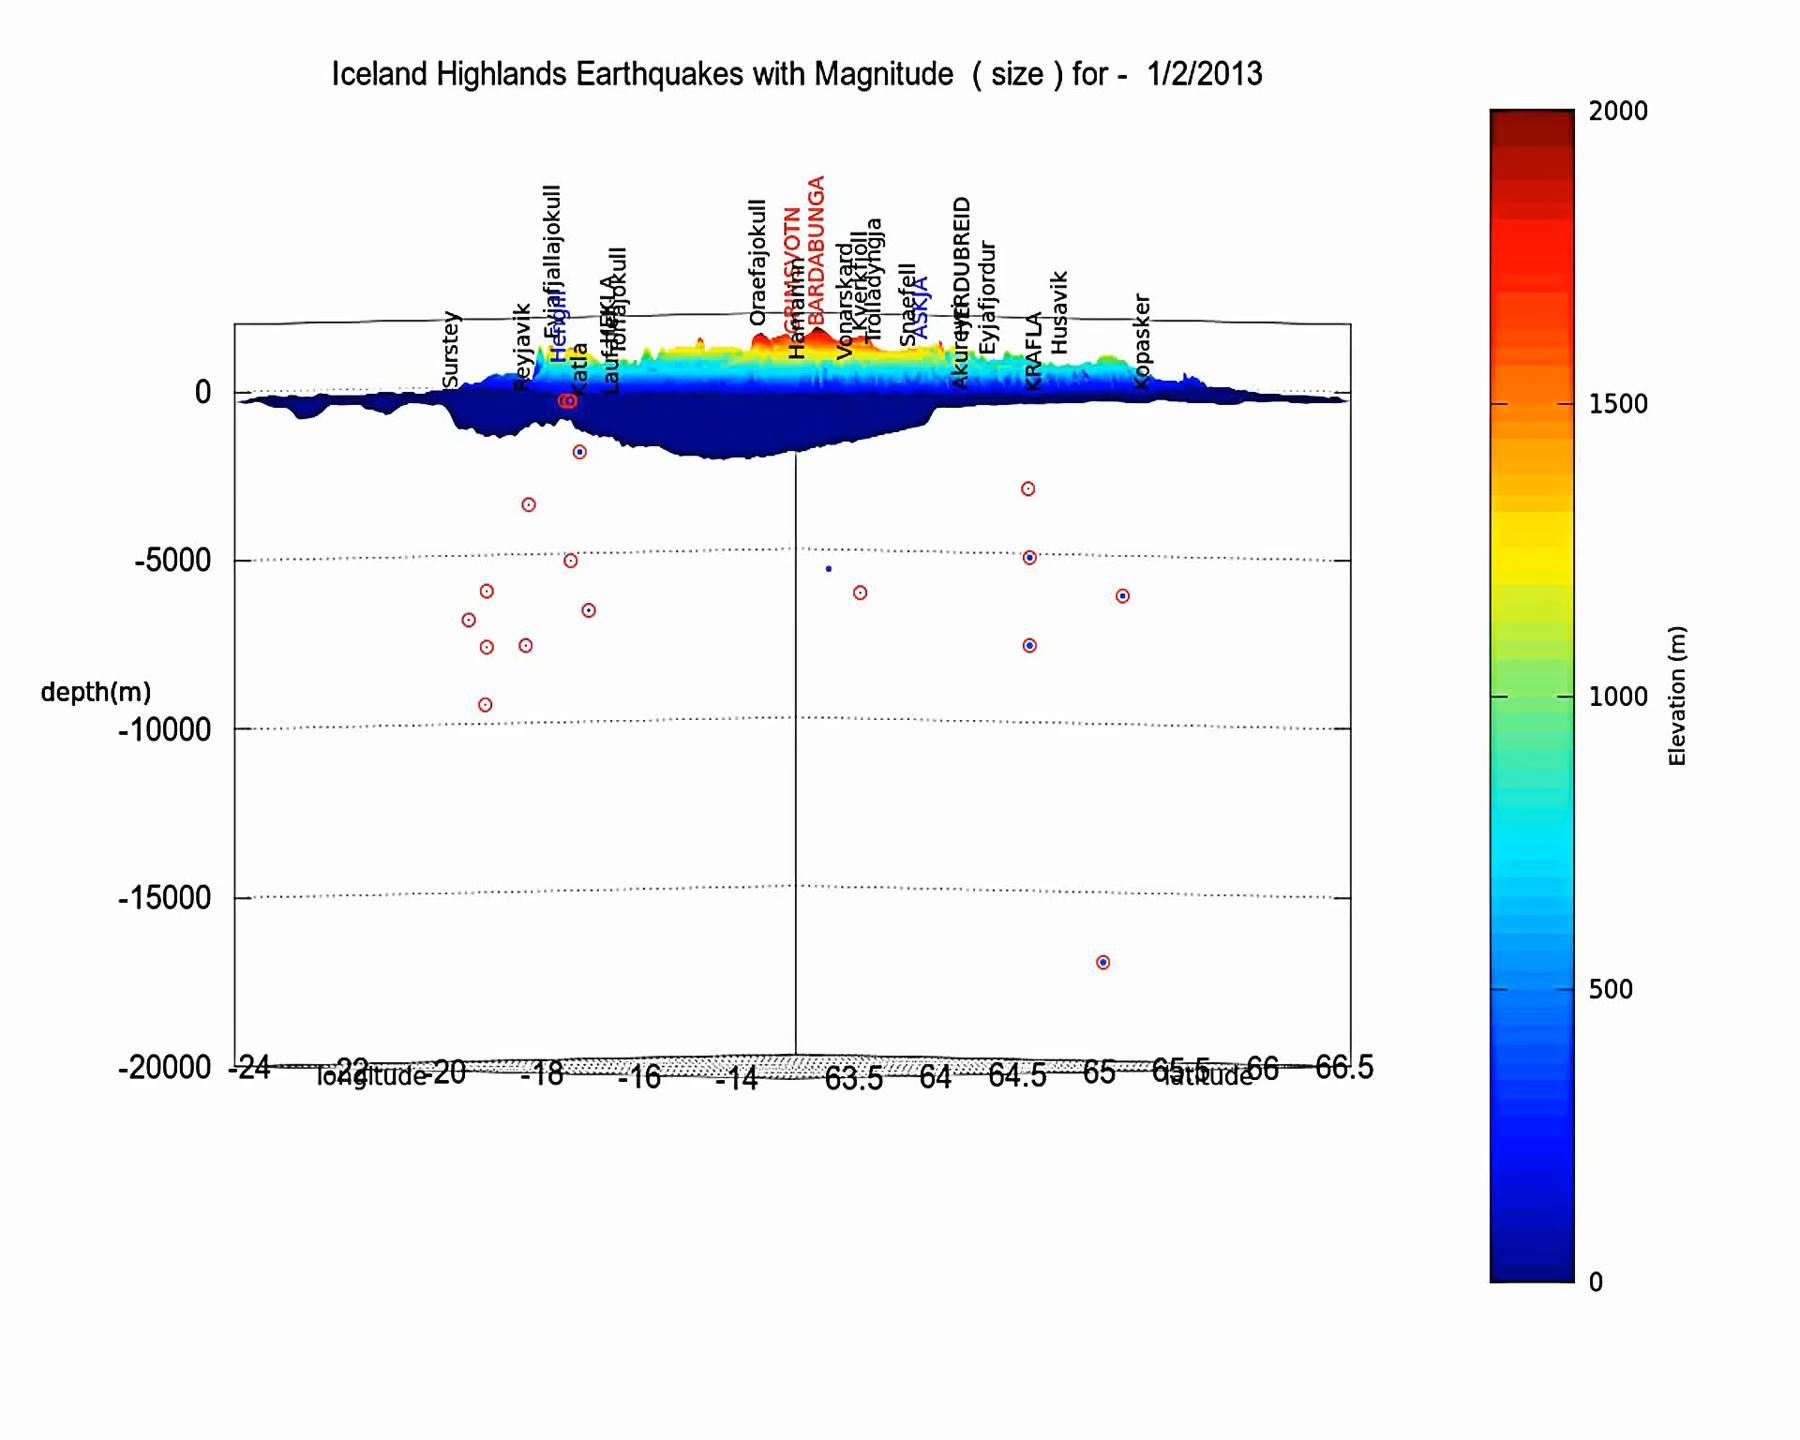 Iceland Highlands Earthquakes with Magnitude ( size ) for - 1/2/2013
2000
1500
1000
500
0
Elevation (m)
Surstey
Reyjavik
Eyjafjallajokull
Hengill
Katla
HEKLA
Oraefajokull
GRIMSVOTN
Hamarinn
BARDABUNGA
Vonarskard
Kverkfjoll
Trolladyngja
Snaefell
ASKJA
Akureyri
Eyjafjordur
KRAFLA
Husavik
Kopasker
0
-5000
depth(m)
-10000
-15000
-20000
-24
-22
longitude
-20
-18
-16
-14
63.5
64
64.5
65
65.5
latitude
66
66.5